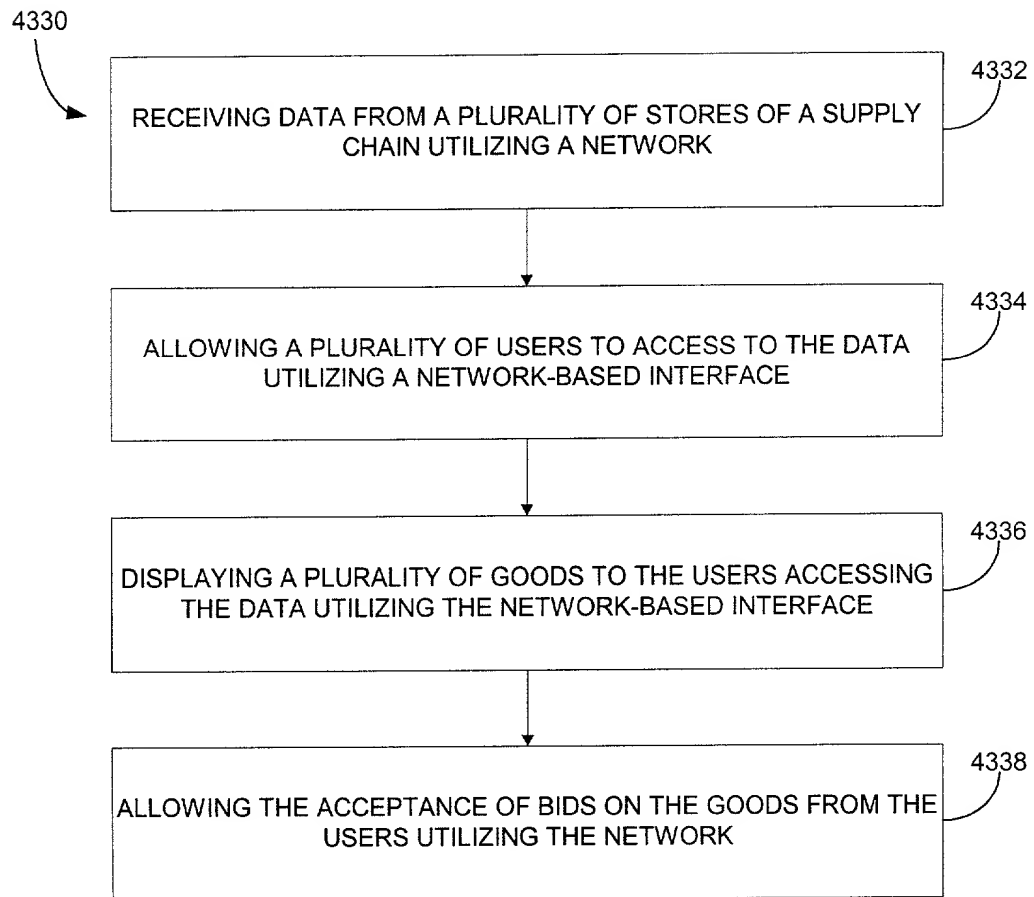 4330
4332
RECEIVING DATA FROM A PLURALITY OF STORES OF A SUPPLY
CHAIN UTILIZING A NETWORK
4334
ALLOWING A PLURALITY OF USERS TO ACCESS TO THE DATA
UTILIZING A NETWORK-BASED INTERFACE
4336
DISPLAYING A PLURALITY OF GOODS TO THE USERS ACCESSING
THE DATA UTILIZING THE NETWORK-BASED INTERFACE
4338
ALLOWING THE ACCEPTANCE OF BIDS ON THE GOODS FROM THE
USERS UTILIZING THE NETWORK